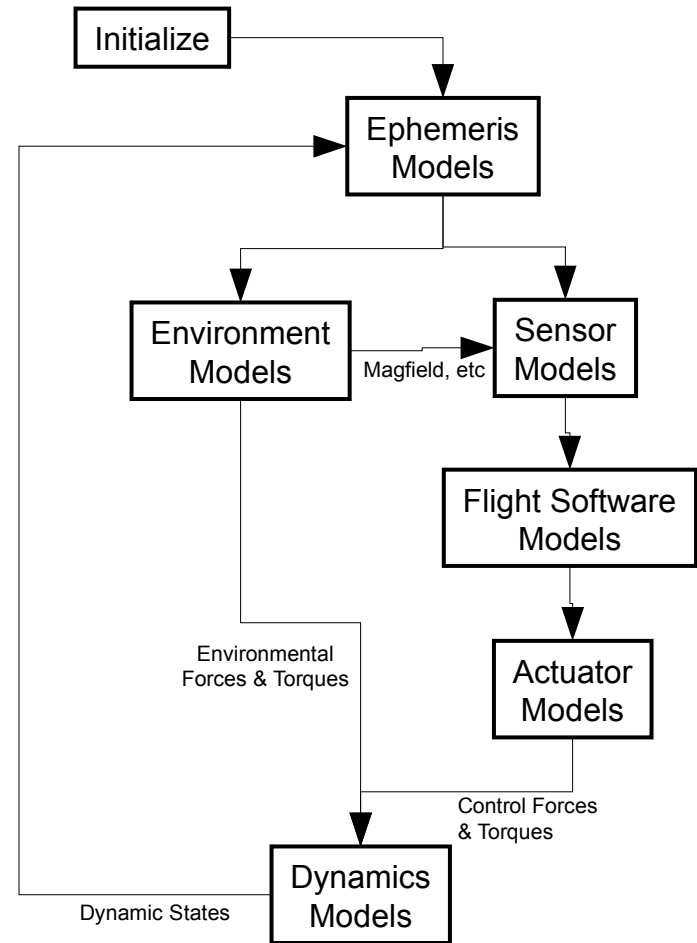 Initialize
Ephemeris
Models
Environment
Models
Magfield, etc
Sensor
Models
Flight Software
Models
Environmental
Forces & Torques
Actuator
Models
Control Forces
& Torques
Dynamics
Models
Dynamic States